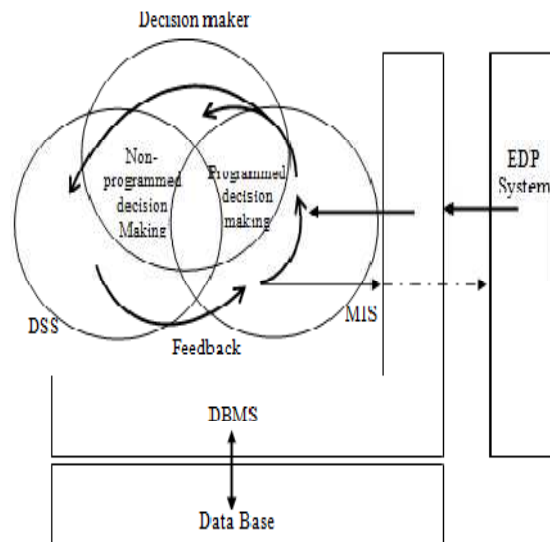 Decision maker
Non-
programmed
decision
Making
Programmed
decision
making
EDP
System
DSS
MIS
Feedback
DBMS
Data Base